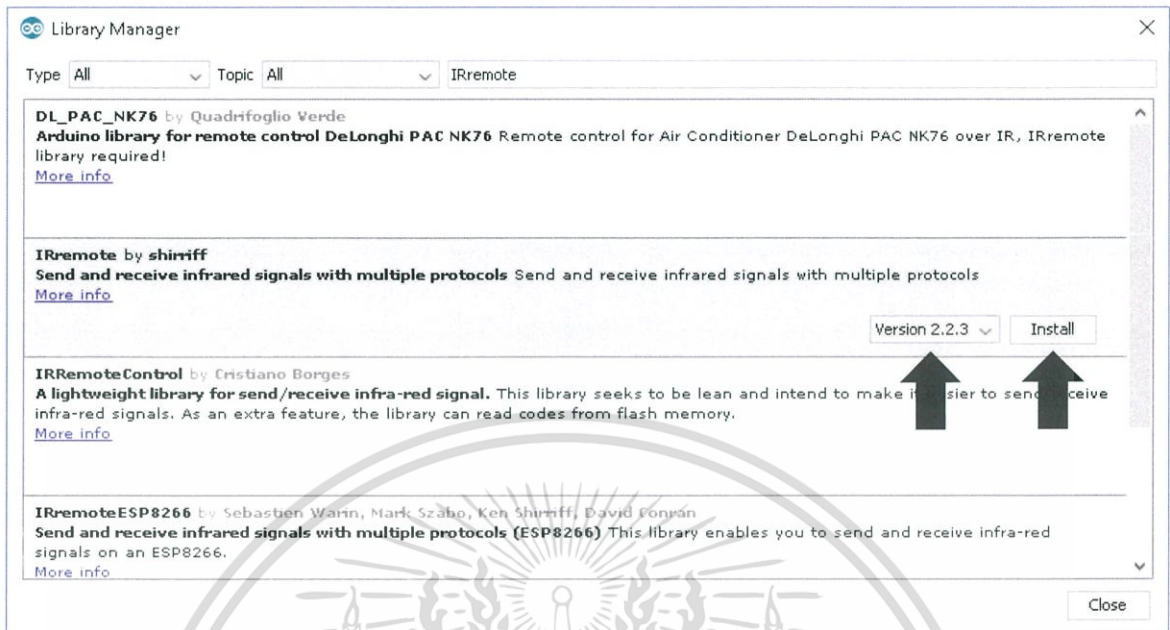 Library Manager
Type All Topic All IRremote
DL_PAC_NK76 by Quadrifoglio Verde
Arduino library for remote control DeLonghi PAC NK76 Remote control for Air Conditioner DeLonghi PAC NK76 over IR, IRremote
library required!
More info
IRremote by shirriff
Send and receive infrared signals with multiple protocols Send and receive infrared signals with multiple protocols
More info
Version 2.2.3 Install
IRRemoteControl by Cristiano Borges
A lightweight library for send/receive infra-red signal. This library seeks to be lean and intend to make it easier to send/receive
infra-red signals. As an extra feature, the library can read codes from flash memory.
More info
IRremoteESP8266 by Sebastien Warin, Mark Szabo, Ken Shirriff, David Conran
Send and receive infrared signals with multiple protocols (ESP8266) This library enables you to send and receive infra-red
signals on an ESP8266.
More info
Close